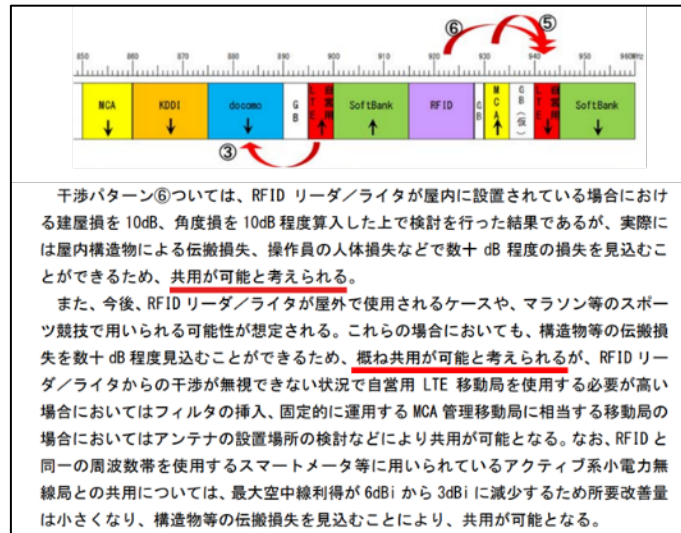 ⑥ ⑤
850 860 870 880 890 900 910 920 930 940 950 960MHz
MCA KDDI docomo GB 自営用LTE SoftBank RFID GB MCA GB(仮) 自営用LTE SoftBank
③
干渉パターン⑥ついては、RFID リーダ/ライタが屋内に設置されている場合におけ
る建屋損を 10dB、角度損を 10dB 程度算入した上で検討を行った結果であるが、実際に
は屋内構造物による伝搬損失、操作員の人体損失などで数十 dB 程度の損失を見込むこ
とができるため、共用が可能と考えられる。
また、今後、RFID リーダ/ライタが屋外で使用されるケースや、マラソン等のスポー
ツ競技で用いられる可能性が想定される。これらの場合においても、構造物等の伝搬損
失を数十 dB 程度見込むことができるため、概ね共用が可能と考えられるが、RFID リー
ダ/ライタからの干渉が無視できない状況で自営用 LTE 移動局を使用する必要が高い
場合においてはフィルタの挿入、固定的に運用する MCA 管理移動局に相当する移動局の
場合においてはアンテナの設置場所の検討などにより共用が可能となる。なお、RFID と
同一の周波数帯を使用するスマートメータ等に用いられているアクティブ系小電力無
線局との共用については、最大空中線利得が 6dBi から 3dBi に減少するため所要改善量
は小さくなり、構造物等の伝搬損失を見込むことにより、共用が可能となる。